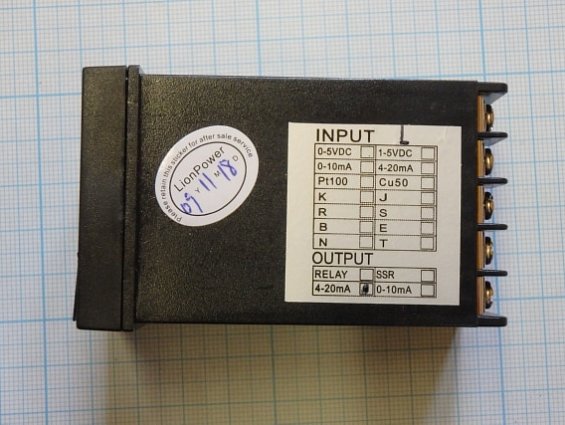 Please retain this sticker for after sale service
LionPower
Y M D
09 11 18
INPUT
0-5VDC 1-5VDC
0-10mA 4-20mA
Pt100 Cu50
K J
R S
B E
N T
OUTPUT
RELAY SSR
4-20mA 0-10mA